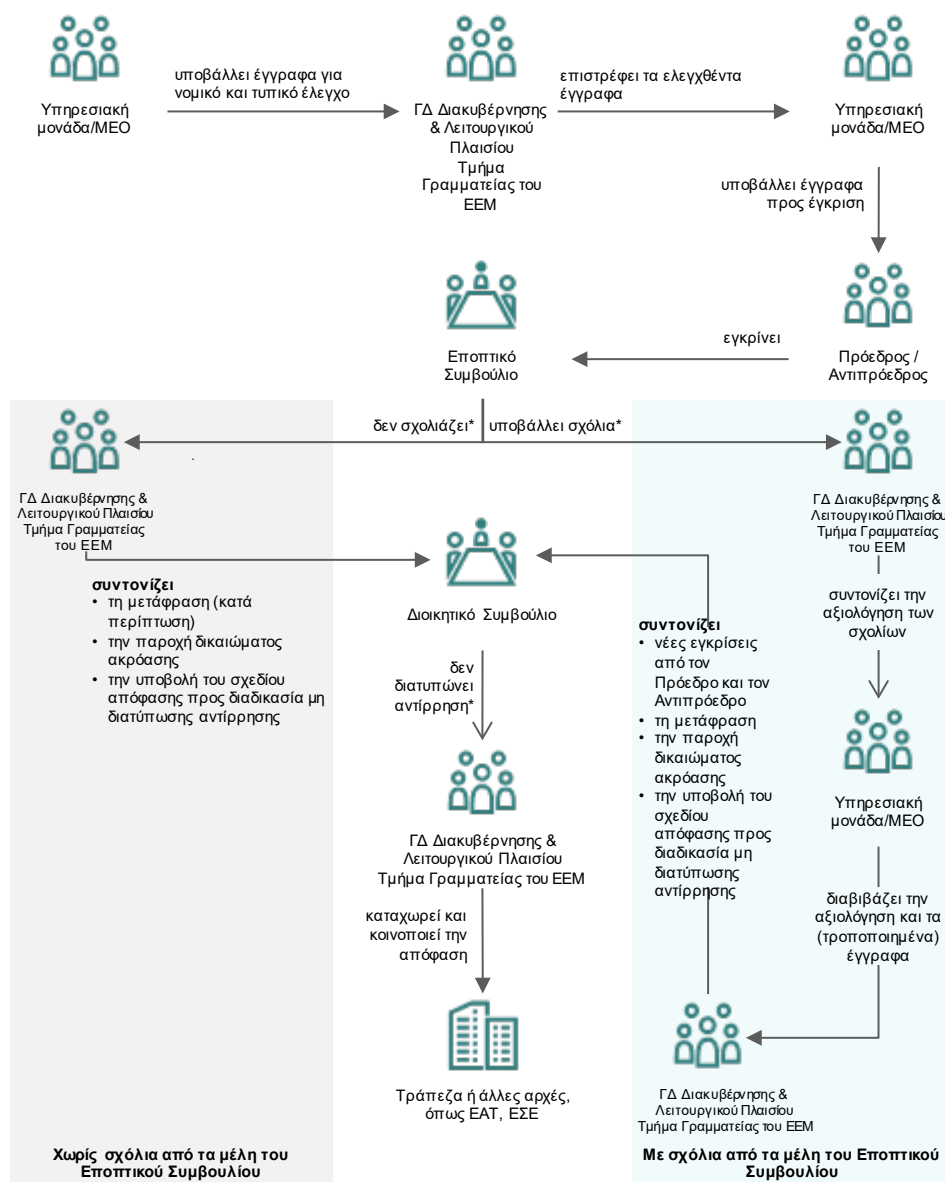 υποβάλλει έγγραφα για
νομικό και τυπικό έλεγχο
επιστρέφει τα ελεγχθέντα
έγγραφα
Υπηρεσιακή
μονάδα/ΜΕΟ
ΓΔ Διακυβέρνησης
& Λειτουργικού
Πλαισίου
Τμήμα
Γραμματείας του
ΕΕΜ
Υπηρεσιακή
μονάδα/ΜΕΟ
υποβάλλει έγγραφα
προς έγκριση
εγκρίνει
Εποπτικό
Συμβούλιο
Πρόεδρος /
Αντιπρόεδρος
δεν σχολιάζει*
υποβάλλει σχόλια*
ΓΔ Διακυβέρνησης &
Λειτουργικού Πλαισίου
Τμήμα Γραμματείας
του ΕΕΜ
ΓΔ Διακυβέρνησης &
Λειτουργικού Πλαισίου
Τμήμα Γραμματείας
του ΕΕΜ
συντονίζει
• τη μετάφραση (κατά
περίπτωση)
• την παροχή δικαιώματος
ακρόασης
• την υποβολή του σχεδίου
απόφασης προς διαδικασία μη
διατύπωσης αντίρρησης
Διοικητικό Συμβούλιο
συντονίζει την
αξιολόγηση των
σχολίων
συντονίζει
• νέες εγκρίσεις
από τον
Πρόεδρο και τον
Αντιπρόεδρο
• τη μετάφραση
• την παροχή
δικαιώματος
ακρόασης
• την υποβολή του
σχεδίου
απόφασης προς
διαδικασία μη
διατύπωσης
αντίρρησης
δεν
διατυπώνει
αντίρρηση*
Υπηρεσιακή
μονάδα/ΜΕΟ
ΓΔ Διακυβέρνησης &
Λειτουργικού Πλαισίου
Τμήμα Γραμματείας του ΕΕΜ
διαβιβάζει την
αξιολόγηση και τα
(τροποποιημένα)
έγγραφα
καταχωρεί και
κοινοποιεί την
απόφαση
Τράπεζα ή άλλες αρχές,
όπως ΕΑΤ, ΕΣΕ
ΓΔ Διακυβέρνησης &
Λειτουργικού Πλαισίου
Τμήμα Γραμματείας του ΕΕΜ
Χωρίς σχόλια από τα μέλη του
Εποπτικού Συμβουλίου
Με σχόλια από τα μέλη του Εποπτικού
Συμβουλίου